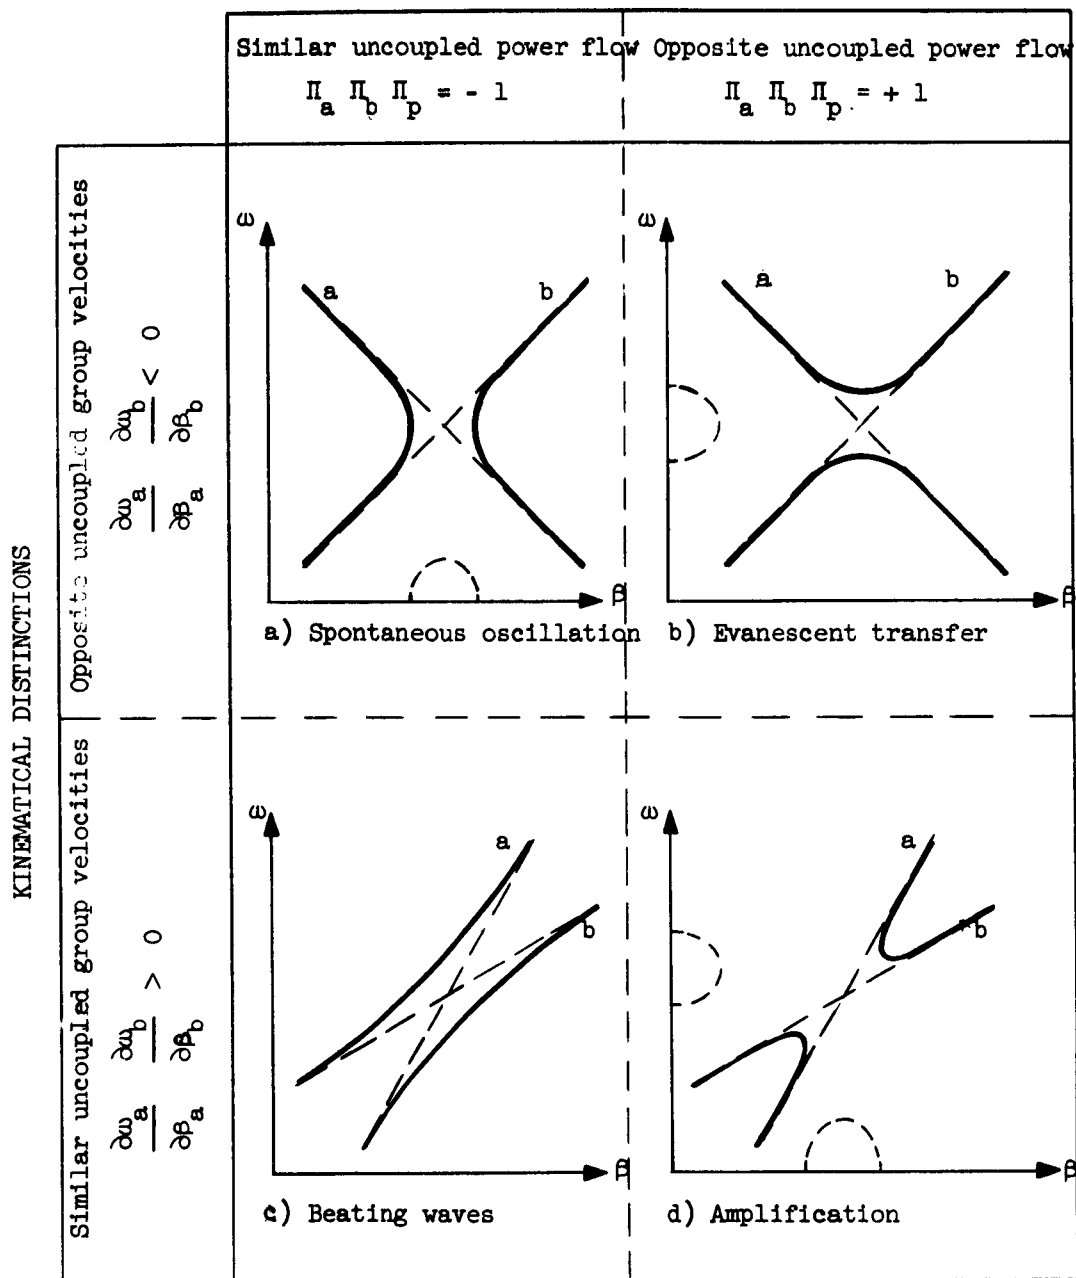 Similar uncoupled power flow
Π_a Π_b Π_p = - 1
Opposite uncoupled power flow
Π_a Π_b Π_p = + 1
KINEMATICAL DISTINCTIONS
Opposite uncoupled group velocities
∂ω_a/∂β_a ∂ω_b/∂β_b < 0
ω
a
b
β
a) Spontaneous oscillation
ω
a
b
β
b) Evanescent transfer
Similar uncoupled group velocities
∂ω_a/∂β_a ∂ω_b/∂β_b > 0
ω
a
b
β
c) Beating waves
ω
a
b
β
d) Amplification